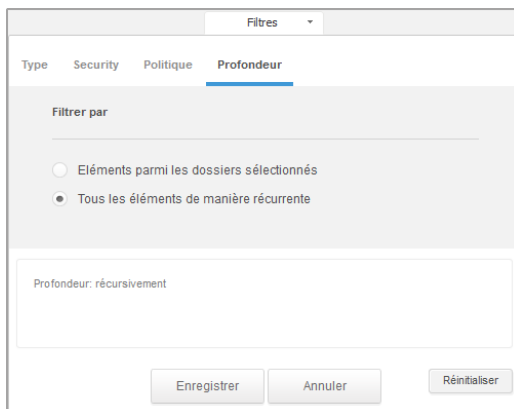 Filtres
Type Security Politique Profondeur
Filtrer par
Eléments parmi les dossiers sélectionnés
Tous les éléments de manière récurrente
Profondeur: récursivement
Enregistrer Annuler Réinitialiser